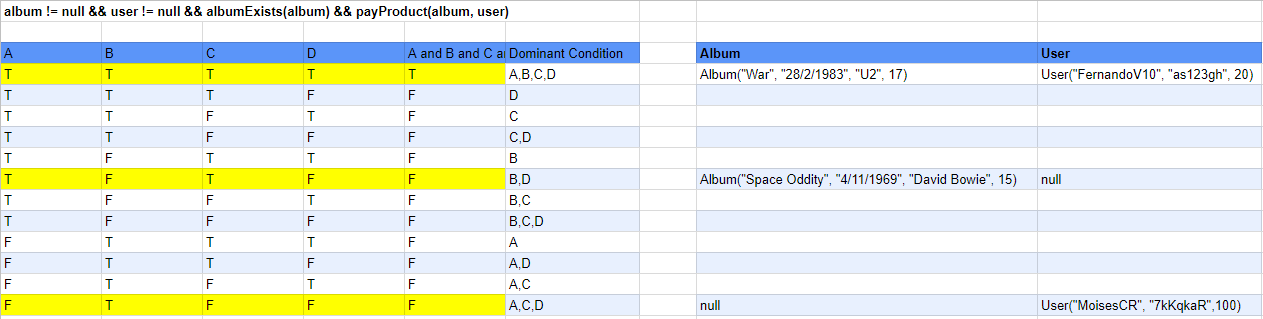 album != null && user != null && albumExists(album) && payProduct(album, user)
A B C D A and B and C ar Dominant Condition Album User
T T T T T A,B,C,D Album("War", "28/2/1983", "U2", 17) User("FernandoV10", "as123gh", 20)
T T T F F D
T T F T F C
T T F F F C,D
T F T T F B
T F T F F B,D Album("Space Oddity", "4/11/1969", "David Bowie", 15) null
T F F T F B,C
T F F F F B,C,D
F T T T F A
F T T F F A,D
F T F T F A,C
F T F F F A,C,D null User("MoisesCR", "7kKqkaR",100)